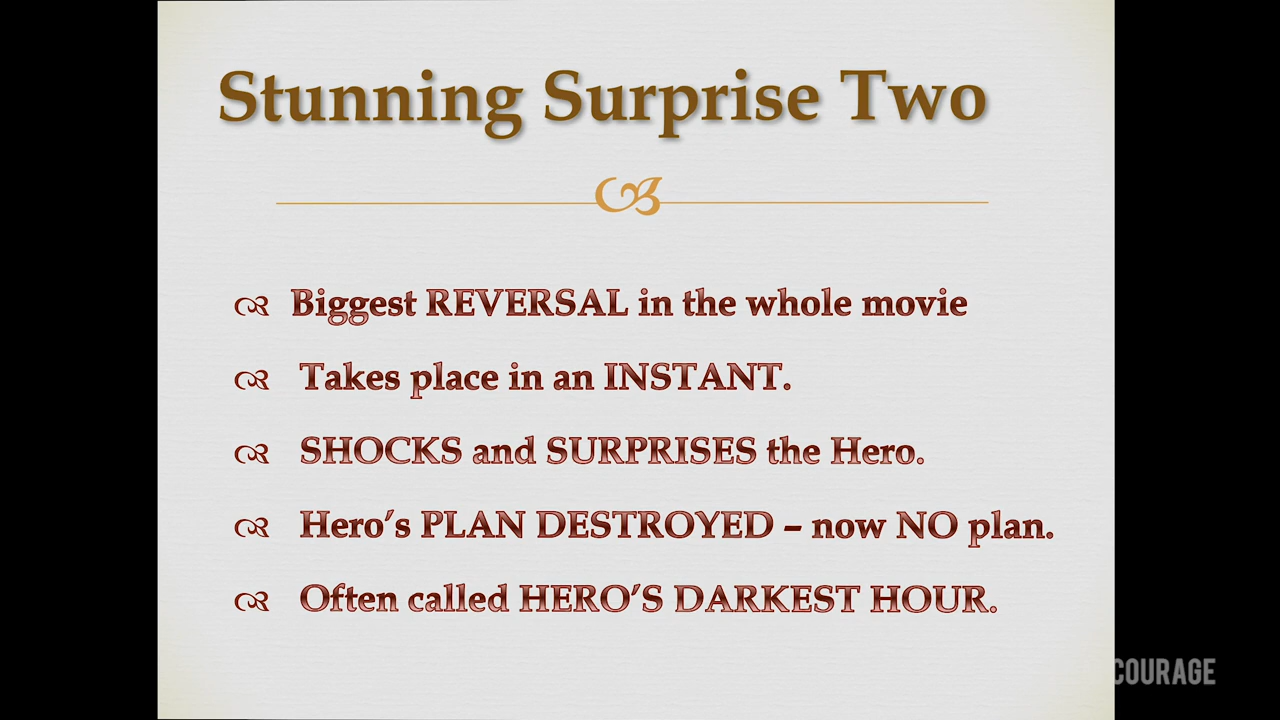 Stunning Surprise Two
Biggest REVERSAL in the whole movie
Takes place in an INSTANT.
SHOCKS and SURPRISES the Hero.
Hero’s PLAN DESTROYED – now NO plan.
Often called HERO’S DARKEST HOUR.
COURAGE